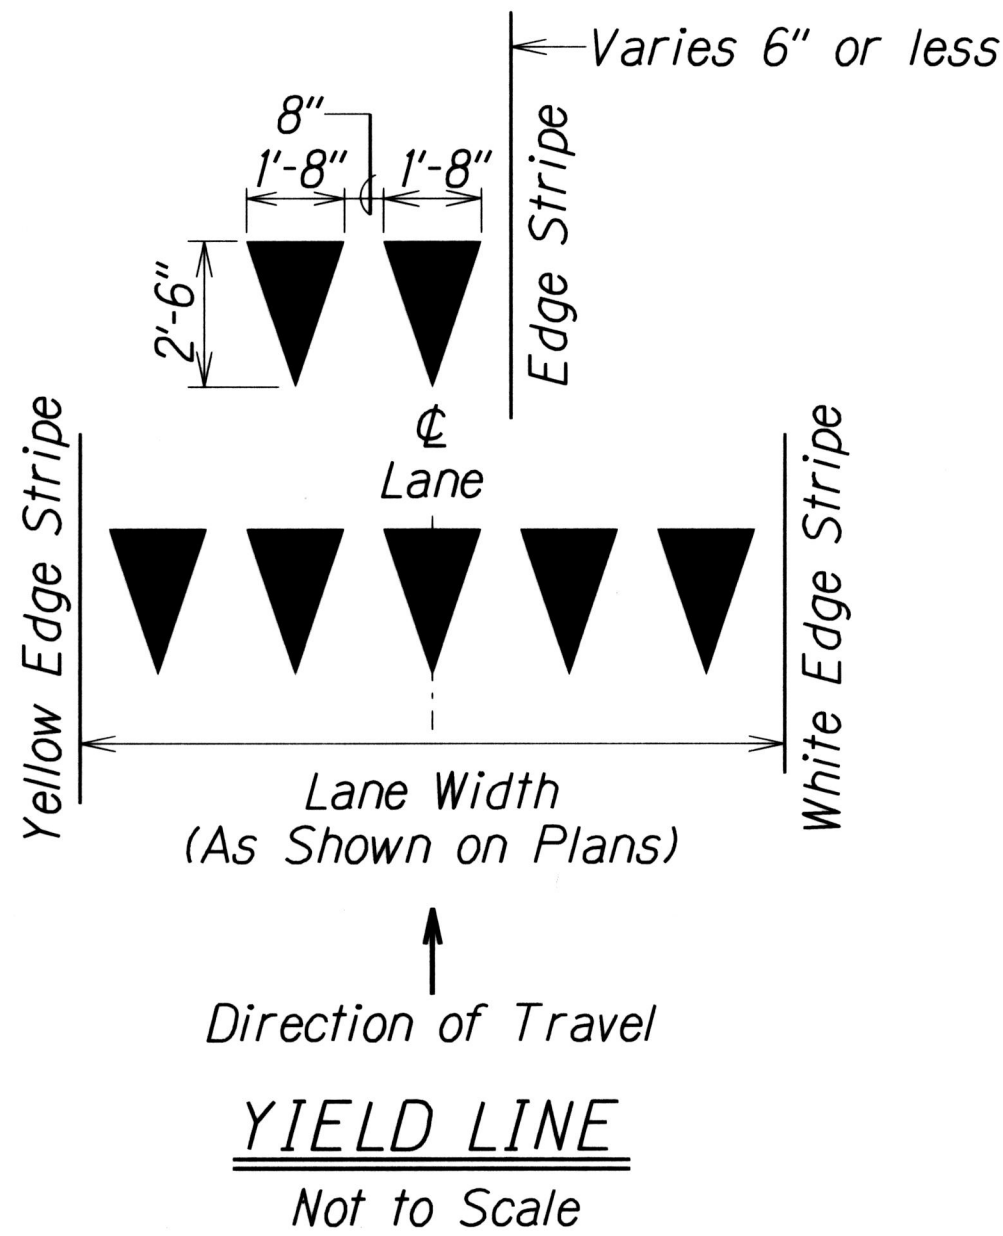 Varies 6" or less
8"
1'-8"
1'-8"
Edge Stripe
2'-6"
℄
Lane
Yellow Edge Stripe
White Edge Stripe
Lane Width
(As Shown on Plans)
Direction of Travel
YIELD LINE
Not to Scale